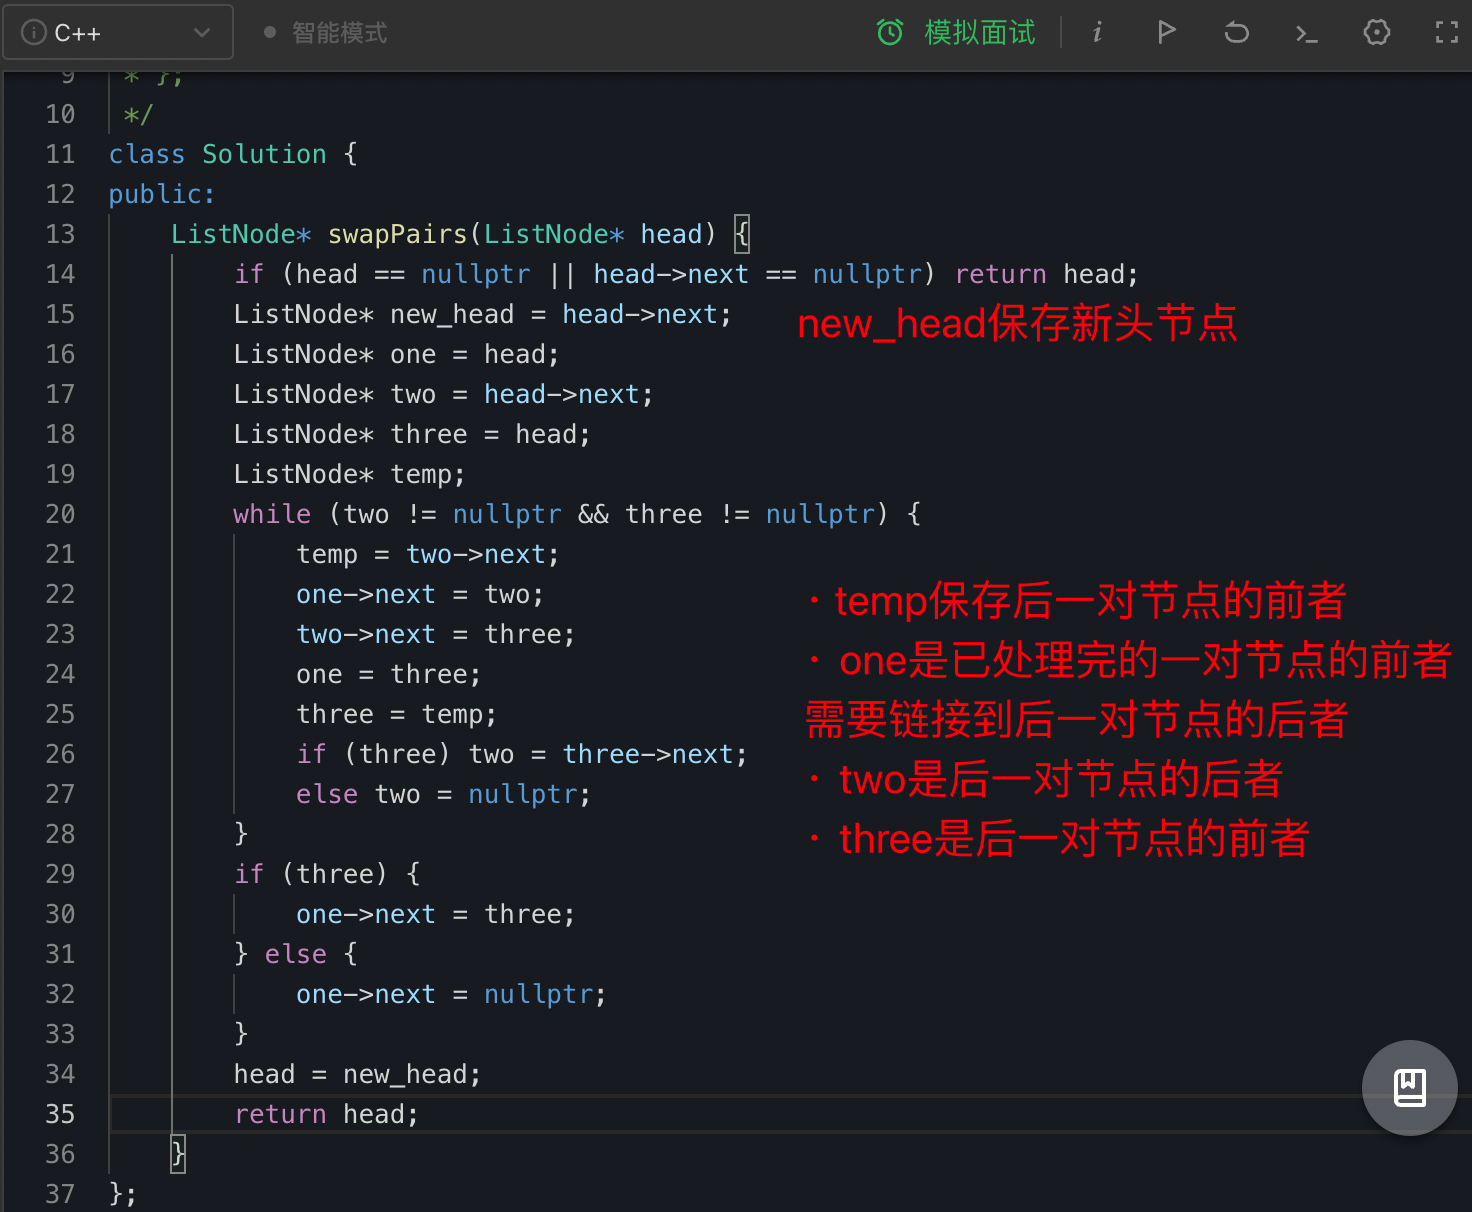 C++
智能模式
模拟面试
9 * };
10 */
11 class Solution {
12 public:
13 ListNode* swapPairs(ListNode* head) {
14 if (head == nullptr || head->next == nullptr) return head;
15 ListNode* new_head = head->next;
new_head保存新头节点
16 ListNode* one = head;
17 ListNode* two = head->next;
18 ListNode* three = head;
19 ListNode* temp;
20 while (two != nullptr && three != nullptr) {
21 temp = two->next;
22 one->next = two;
23 two->next = three;
24 one = three;
25 three = temp;
26 if (three) two = three->next;
27 else two = nullptr;
28 }
· temp保存后一对节点的前者
· one是已处理完的一对节点的前者
需要链接到后一对节点的后者
· two是后一对节点的后者
· three是后一对节点的前者
29 if (three) {
30 one->next = three;
31 } else {
32 one->next = nullptr;
33 }
34 head = new_head;
35 return head;
36 }
37 };